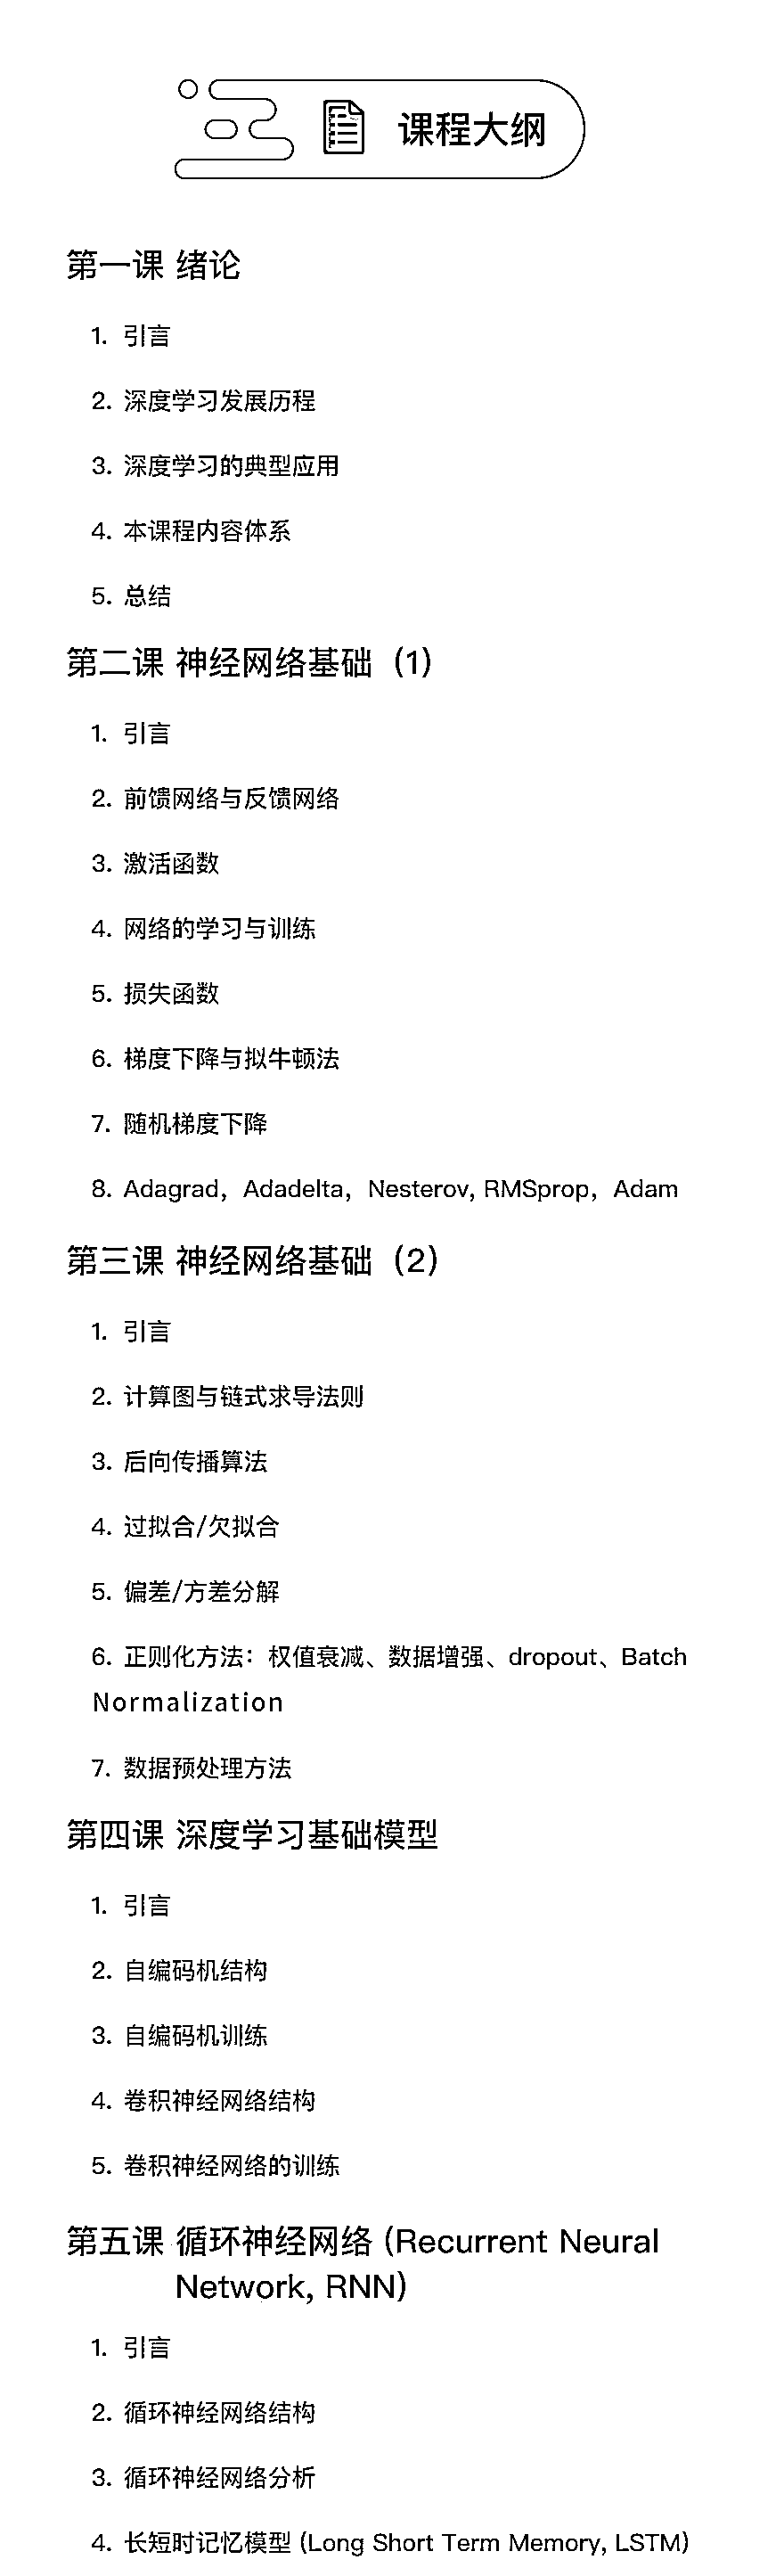 课程大纲
第一课 绪论
1. 引言
2. 深度学习发展历程
3. 深度学习的典型应用
4. 本课程内容体系
5. 总结
第二课 神经网络基础（1）
1. 引言
2. 前馈网络与反馈网络
3. 激活函数
4. 网络的学习与训练
5. 损失函数
6. 梯度下降与拟牛顿法
7. 随机梯度下降
8. Adagrad，Adadelta，Nesterov, RMSprop，Adam
第三课 神经网络基础（2）
1. 引言
2. 计算图与链式求导法则
3. 后向传播算法
4. 过拟合/欠拟合
5. 偏差/方差分解
6. 正则化方法：权值衰减、数据增强、dropout、Batch
Normalization
7. 数据预处理方法
第四课 深度学习基础模型
1. 引言
2. 自编码机结构
3. 自编码机训练
4. 卷积神经网络结构
5. 卷积神经网络的训练
第五课 循环神经网络 (Recurrent Neural
Network, RNN)
1. 引言
2. 循环神经网络结构
3. 循环神经网络分析
4. 长短时记忆模型 (Long Short Term Memory, LSTM)